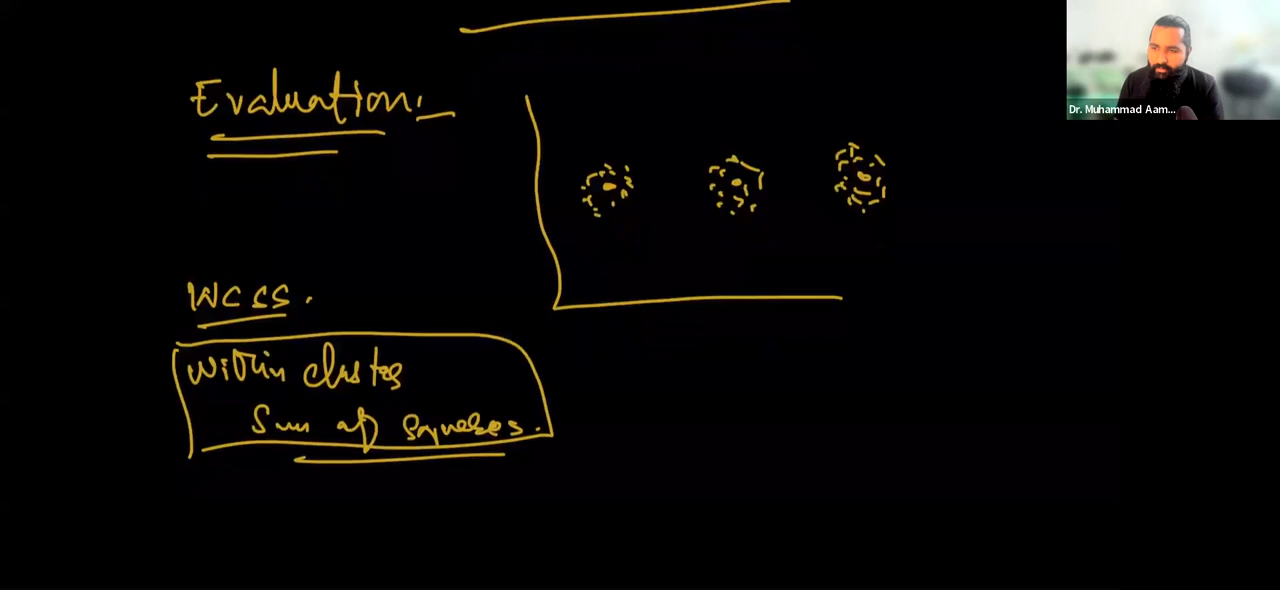 Evaluation:-
WCSS.
Within cluster
Sum of Squares.
Dr. Muhammad Aam...